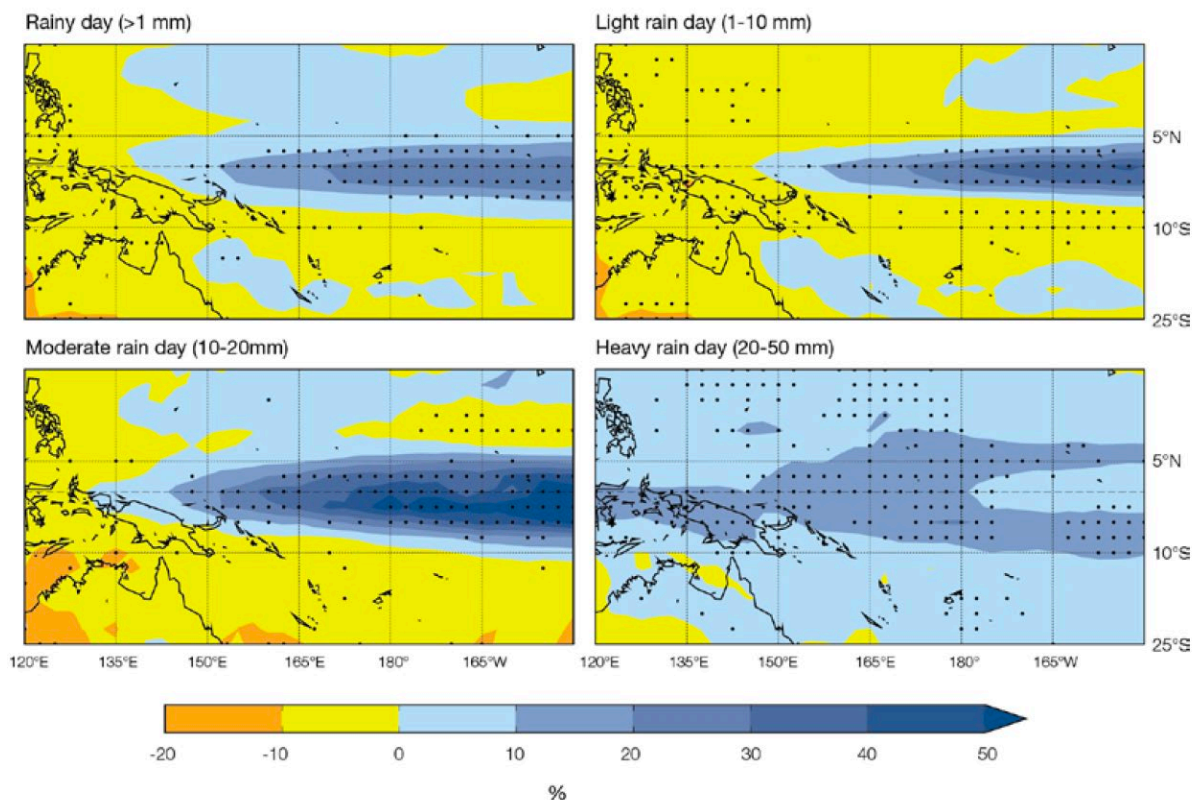 Rainy day (>1 mm)
Light rain day (1-10 mm)
5°N
10°S
25°S
Moderate rain day (10-20mm)
Heavy rain day (20-50 mm)
5°N
10°S
25°S
120°E 135°E 150°E 165°E 180° 165°W
120°E 135°E 150°E 165°E 180° 165°W
-20 -10 0 10 20 30 40 50
%